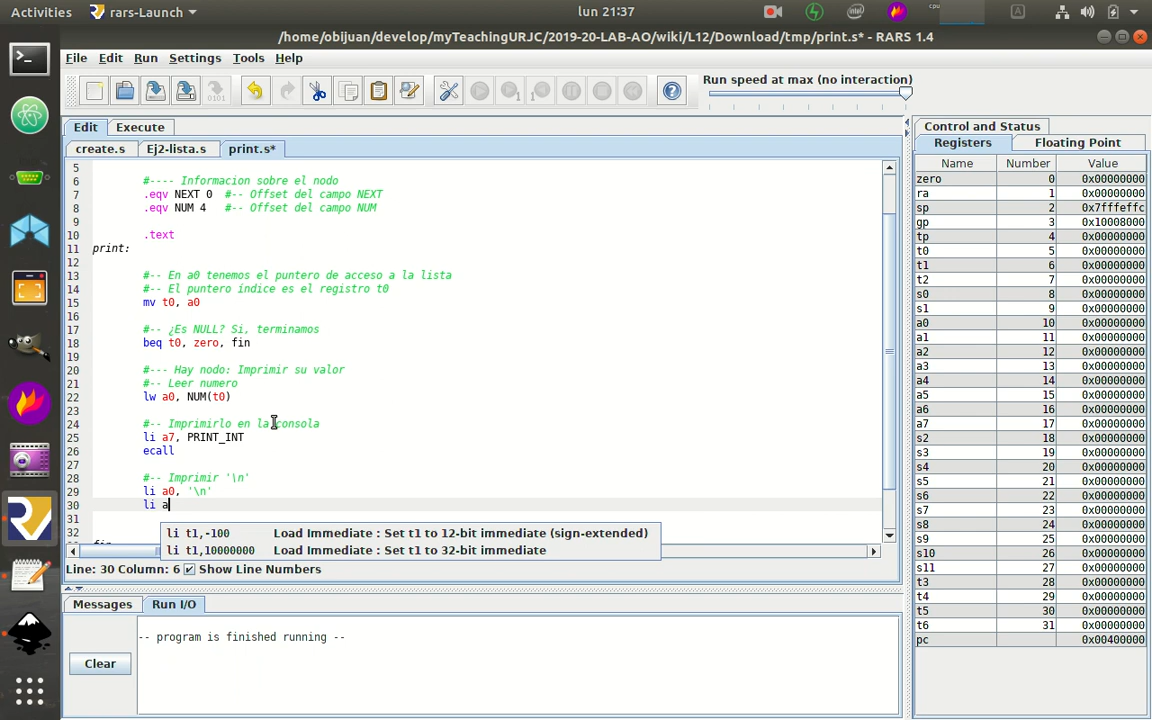 Activities
rars-Launch
lun 21:37
cpu
/home/obijuan/develop/myTeachingURJC/2019-20-LAB-AO/wiki/L12/Download/tmp/print.s* - RARS 1.4
File Edit Run Settings Tools Help
Run speed at max (no interaction)
Edit Execute
create.s Ej2-lista.s print.s*
5
6 #---- Informacion sobre el nodo
7 .eqv NEXT 0 #-- Offset del campo NEXT
8 .eqv NUM 4 #-- Offset del campo NUM
9
10 .text
11 print:
12
13 #-- En a0 tenemos el puntero de acceso a la lista
14 #-- El puntero índice es el registro t0
15 mv t0, a0
16
17 #-- ¿Es NULL? Si, terminamos
18 beq t0, zero, fin
19
20 #--- Hay nodo: Imprimir su valor
21 #-- Leer numero
22 lw a0, NUM(t0)
23
24 #-- Imprimirlo en la consola
25 li a7, PRINT_INT
26 ecall
27
28 #-- Imprimir '\n'
29 li a0, '\n'
30 li a
31
32
li t1,-100 Load Immediate : Set t1 to 12-bit immediate (sign-extended)
li t1,10000000 Load Immediate : Set t1 to 32-bit immediate
Line: 30 Column: 6 Show Line Numbers
Messages Run I/O
-- program is finished running --
Clear
Control and Status
Registers Floating Point
Name Number Value
zero 0 0x00000000
ra 1 0x00000000
sp 2 0x7fffeffc
gp 3 0x10008000
tp 4 0x00000000
t0 5 0x00000000
t1 6 0x00000000
t2 7 0x00000000
s0 8 0x00000000
s1 9 0x00000000
a0 10 0x00000000
a1 11 0x00000000
a2 12 0x00000000
a3 13 0x00000000
a4 14 0x00000000
a5 15 0x00000000
a6 16 0x00000000
a7 17 0x00000000
s2 18 0x00000000
s3 19 0x00000000
s4 20 0x00000000
s5 21 0x00000000
s6 22 0x00000000
s7 23 0x00000000
s8 24 0x00000000
s9 25 0x00000000
s10 26 0x00000000
s11 27 0x00000000
t3 28 0x00000000
t4 29 0x00000000
t5 30 0x00000000
t6 31 0x00000000
pc 0x00400000